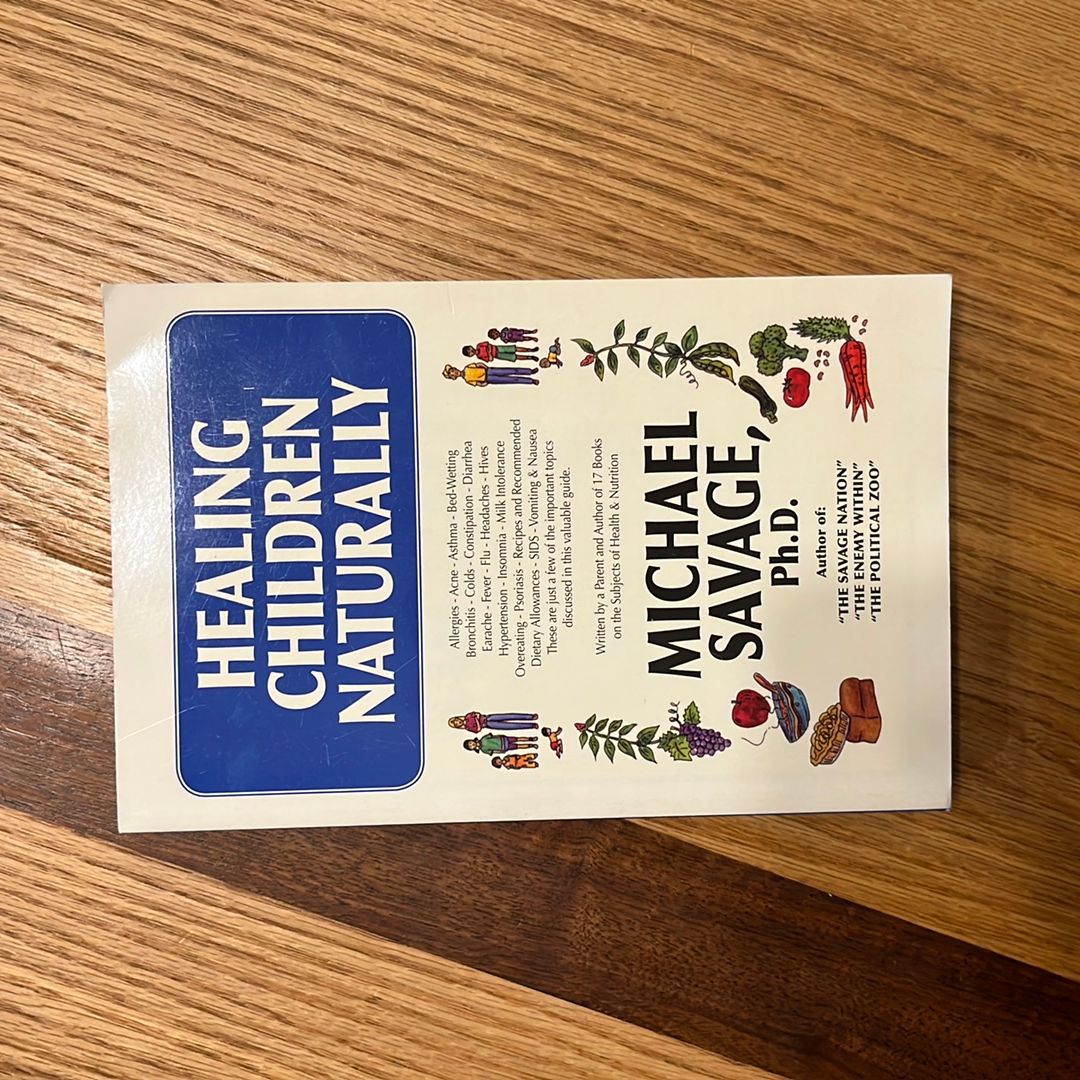 HEALING
CHILDREN
NATURALLY
Allergies - Acne - Asthma - Bed-Wetting
Bronchitis - Colds - Constipation - Diarrhea
Earache - Fever - Flu - Headaches - Hives
Hypertension - Insomnia - Milk Intolerance
Overeating - Psoriasis - Recipes and Recommended
Dietary Allowances - SIDS - Vomiting & Nausea
These are just a few of the important topics
discussed in this valuable guide.
Written by a Parent and Author of 17 Books
on the Subjects of Health & Nutrition
MICHAEL
SAVAGE,
Ph.D.
Author of:
"THE SAVAGE NATION"
"THE ENEMY WITHIN"
"THE POLITICAL ZOO"